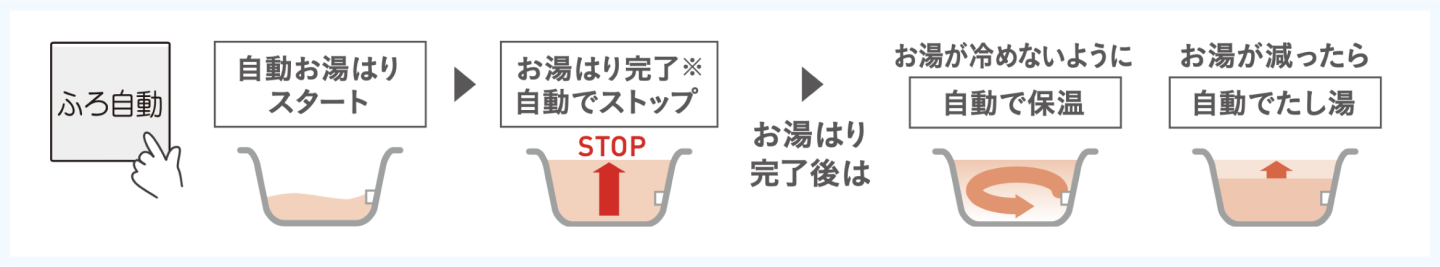 ふろ自動
自動お湯はり
スタート
お湯はり完了※
自動でストップ
STOP
お湯はり
完了後は
お湯が冷めないように
自動で保温
お湯が減ったら
自動でたし湯